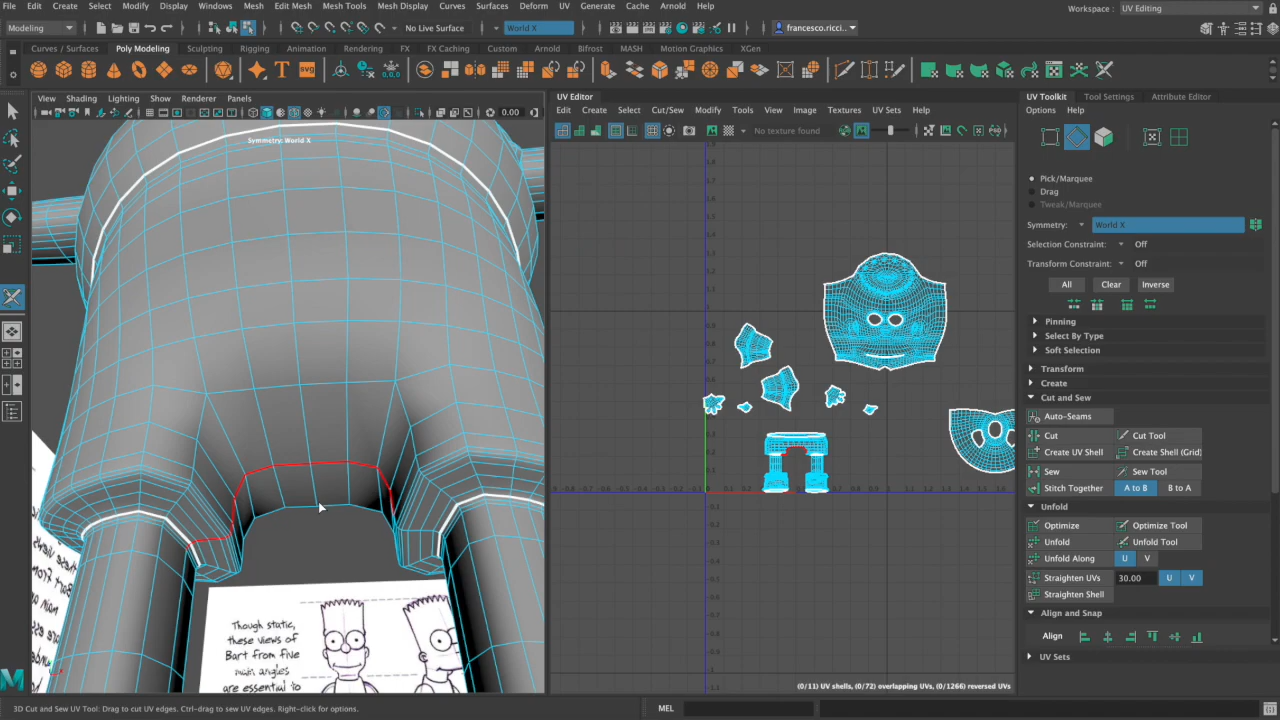 File Edit Create Select Modify Display Windows Mesh Edit Mesh Mesh Tools Mesh Display Curves Surfaces Deform UV Generate Cache Arnold Help Workspace : UV Editing
Modeling No Live Surface World X francesco.ricci...
Curves / Surfaces Poly Modeling Sculpting Rigging Animation Rendering FX FX Caching Custom Arnold Bifrost MASH Motion Graphics XGen
T svg 0,0,0
View Shading Lighting Show Renderer Panels
0.00
Symmetry: World X
UV Editor
Edit Create Select Cut/Sew Modify Tools View Image Textures UV Sets Help
No texture found
(0/11) UV shells, (0/72) overlapping UVs, (0/1266) reversed UVs
UV Toolkit Tool Settings Attribute Editor
Options Help
Pick/Marquee
Drag
Tweak/Marquee
Symmetry: World X
Selection Constraint: Off
Transform Constraint: Off
All Clear Inverse
Pinning
Select By Type
Soft Selection
Transform
Create
Cut and Sew
Auto-Seams
Cut Cut Tool
Create UV Shell Create Shell (Grid)
Sew Sew Tool
Stitch Together A to B B to A
Unfold
Optimize Optimize Tool
Unfold Unfold Tool
Unfold Along U V
Straighten UVs 30.00 U V
Straighten Shell
Align and Snap
Align
UV Sets
Though static,
these views of
Bart from five
main angles
are essential to
3D Cut and Sew UV Tool: Drag to cut UV edges. Ctrl-drag to sew UV edges. Right-click for options. MEL